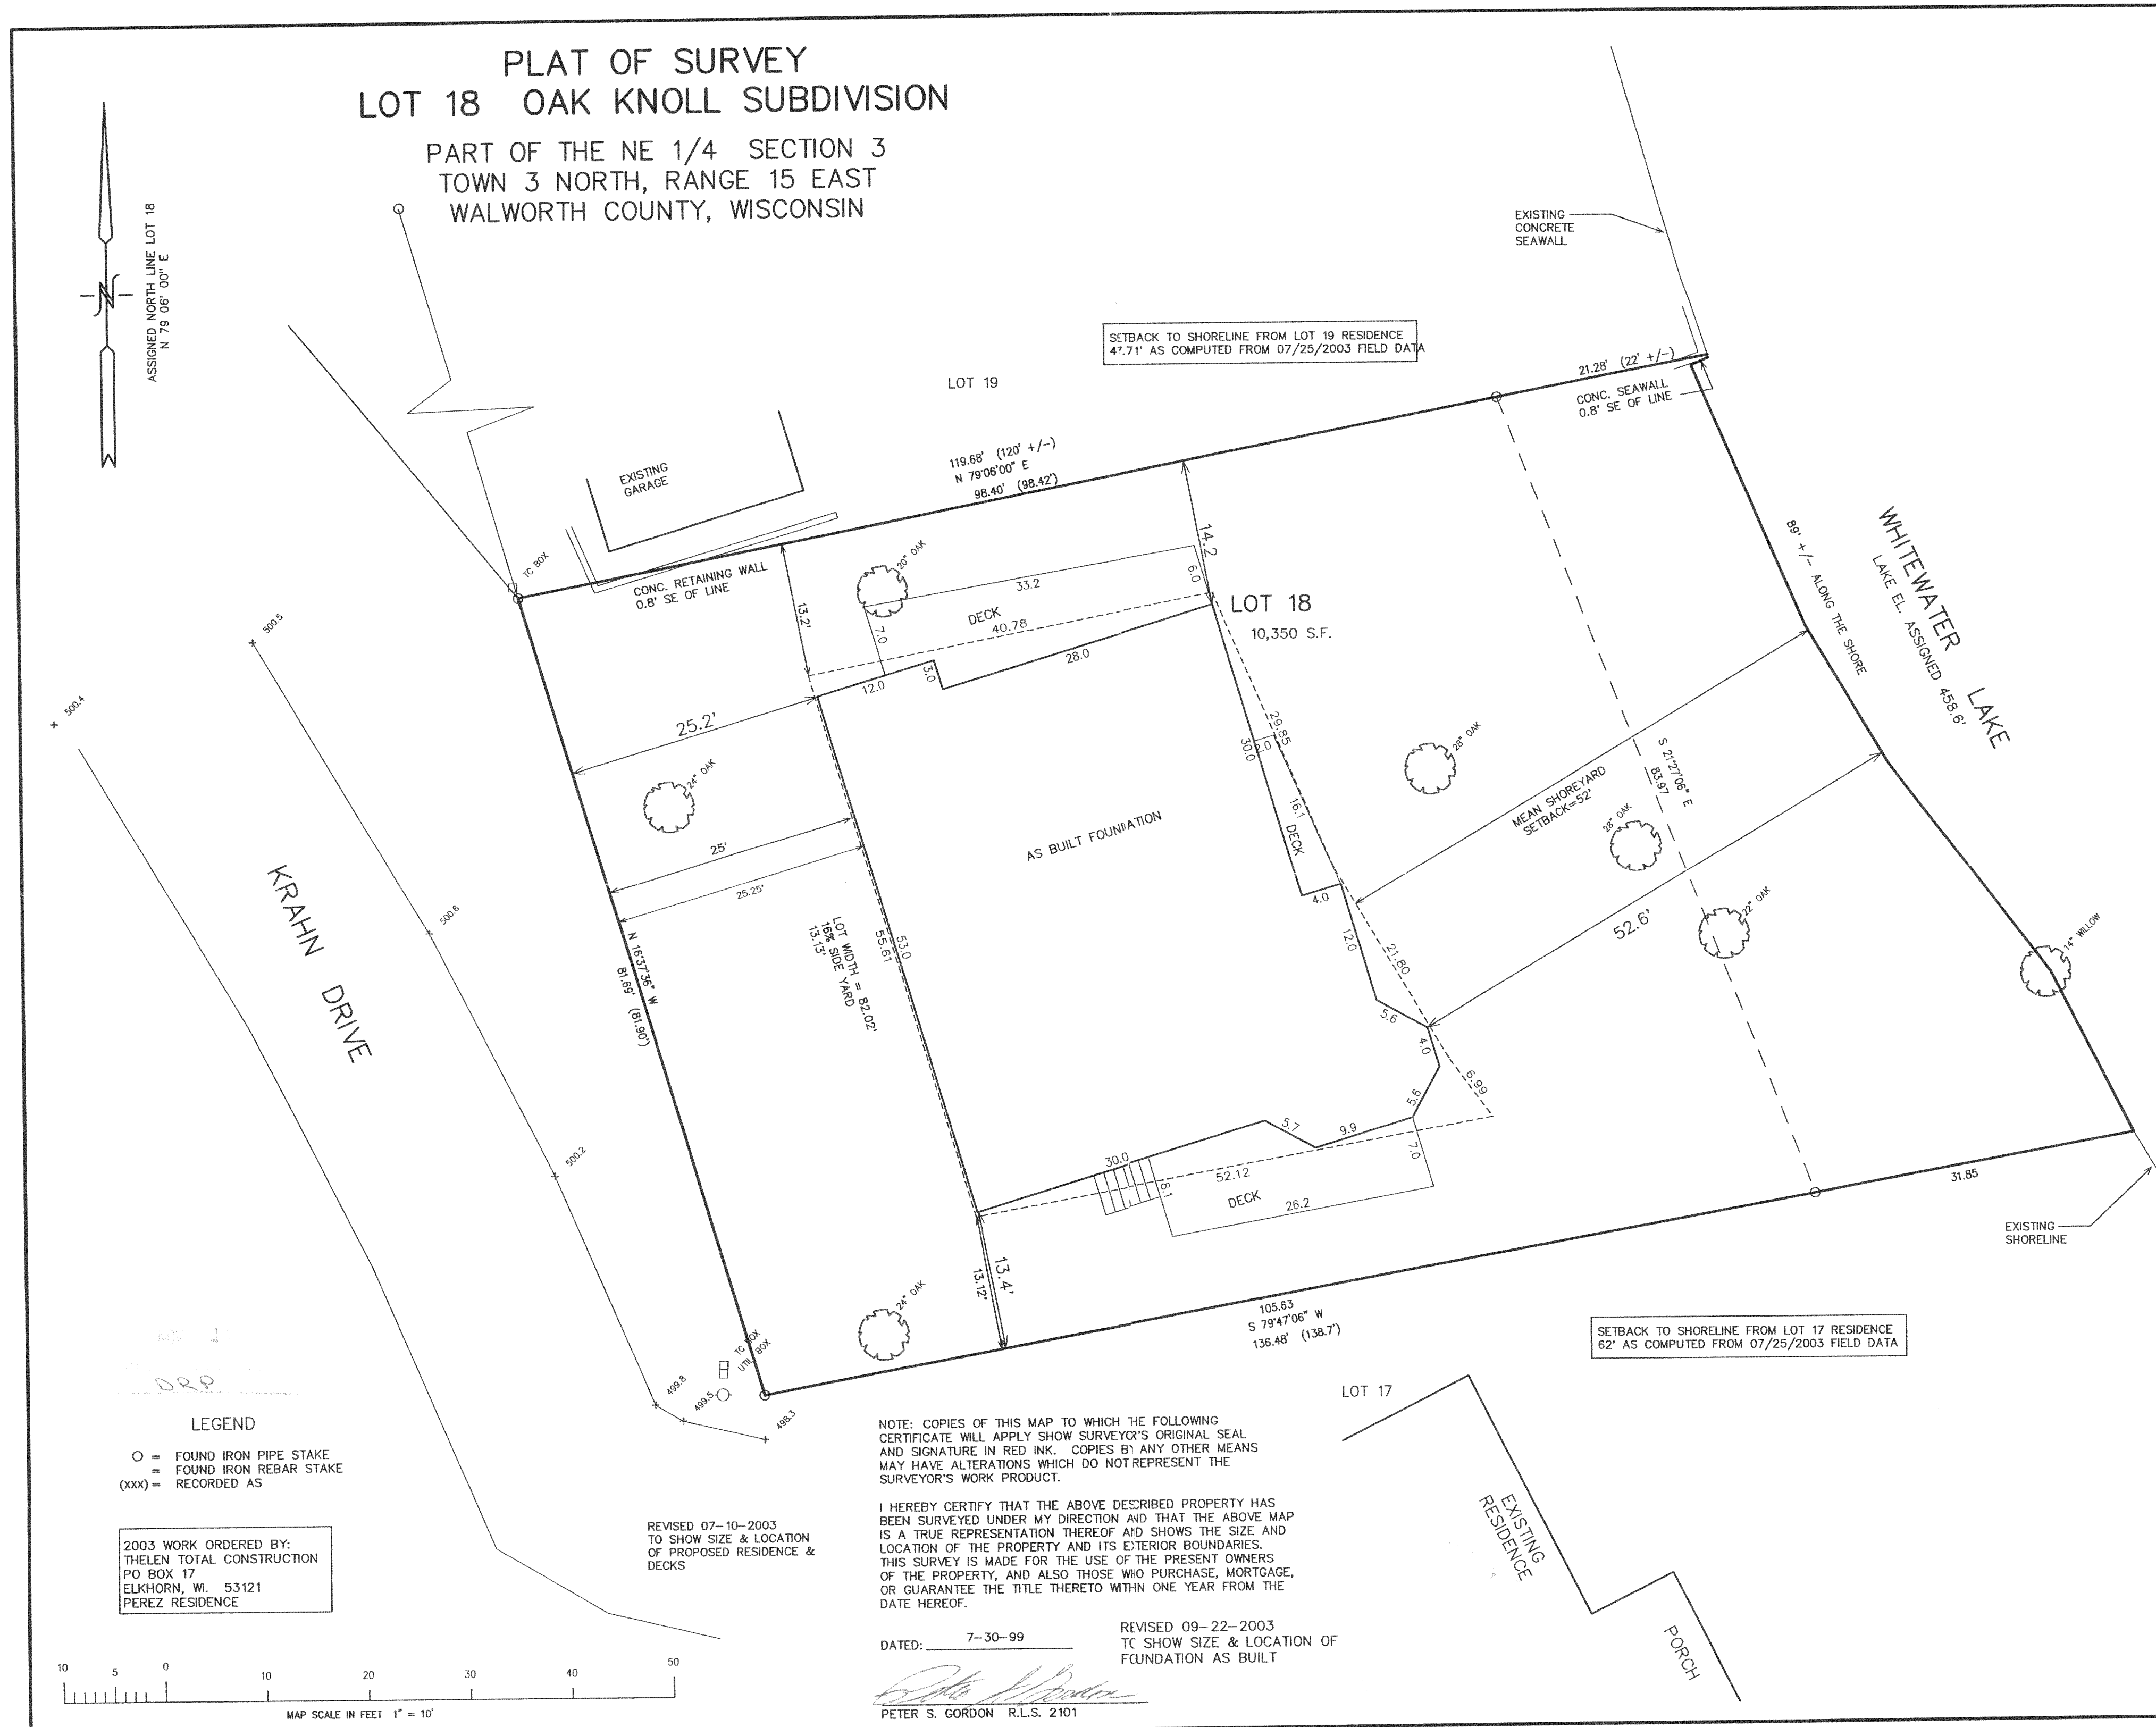 PLAT OF SURVEY
LOT 18 OAK KNOLL SUBDIVISION
PART OF THE NE 1/4 SECTION 3
TOWN 3 NORTH, RANGE 15 EAST
WALWORTH COUNTY, WISCONSIN
ASSIGNED NORTH LINE LOT 18
N 79 06' 00" E
N
EXISTING
CONCRETE
SEAWALL
SETBACK TO SHORELINE FROM LOT 19 RESIDENCE
47.71' AS COMPUTED FROM 07/25/2003 FIELD DATA
LOT 19
21.28' (22' +/-)
CONC. SEAWALL
0.8' SE OF LINE
119.68' (120' +/-)
N 79°06'00" E
98.40' (98.42')
EXISTING
GARAGE
TC BOX
CONC. RETAINING WALL
0.8' SE OF LINE
20" OAK
13.2'
14.2
6.0
33.2
DECK
40.78
7.0
28.0
3.0
12.0
LOT 18
10,350 S.F.
89' +/- ALONG THE SHORE
WHITEWATER LAKE
LAKE EL. ASSIGNED 458.6'
500.5
500.4
25.2'
24" OAK
29.85
30.0
2.0
28" OAK
16.1
DECK
4.0
MEAN SHOREYARD
SETBACK=52'
S 21°27'06" E
83.97
28" OAK
AS BUILT FOUNDATION
25'
25.25'
KRAHN DRIVE
500.6
N 16°37'36" W
81.69' (81.90')
53.0
55.61
LOT WIDTH = 82.02'
16% SIDE YARD
13.13'
12.0
21.80
52.6'
22" OAK
14" WILLOW
5.6
4.0
6.99
5.6
5.7
9.9
7.0
30.0
52.12
8.1
DECK
26.2
500.2
31.85
EXISTING
SHORELINE
13.4'
13.12'
24" OAK
105.63
S 79°47'06" W
136.48' (138.7')
SETBACK TO SHORELINE FROM LOT 17 RESIDENCE
62' AS COMPUTED FROM 07/25/2003 FIELD DATA
TC BOX
UTIL BOX
499.8
499.5
498.3
LOT 17
NOV 4
DRP
LEGEND
O = FOUND IRON PIPE STAKE
= FOUND IRON REBAR STAKE
(XXX) = RECORDED AS
2003 WORK ORDERED BY:
THELEN TOTAL CONSTRUCTION
PO BOX 17
ELKHORN, WI. 53121
PEREZ RESIDENCE
REVISED 07-10-2003
TO SHOW SIZE & LOCATION
OF PROPOSED RESIDENCE &
DECKS
NOTE: COPIES OF THIS MAP TO WHICH THE FOLLOWING
CERTIFICATE WILL APPLY SHOW SURVEYOR'S ORIGINAL SEAL
AND SIGNATURE IN RED INK. COPIES BY ANY OTHER MEANS
MAY HAVE ALTERATIONS WHICH DO NOT REPRESENT THE
SURVEYOR'S WORK PRODUCT.
I HEREBY CERTIFY THAT THE ABOVE DESCRIBED PROPERTY HAS
BEEN SURVEYED UNDER MY DIRECTION AND THAT THE ABOVE MAP
IS A TRUE REPRESENTATION THEREOF AND SHOWS THE SIZE AND
LOCATION OF THE PROPERTY AND ITS EXTERIOR BOUNDARIES.
THIS SURVEY IS MADE FOR THE USE OF THE PRESENT OWNERS
OF THE PROPERTY, AND ALSO THOSE WHO PURCHASE, MORTGAGE,
OR GUARANTEE THE TITLE THERETO WITHIN ONE YEAR FROM THE
DATE HEREOF.
DATED: 7-30-99
REVISED 09-22-2003
TO SHOW SIZE & LOCATION OF
FOUNDATION AS BUILT
PETER S. GORDON R.L.S. 2101
EXISTING
RESIDENCE
PORCH
10 5 0 10 20 30 40 50
MAP SCALE IN FEET 1" = 10'